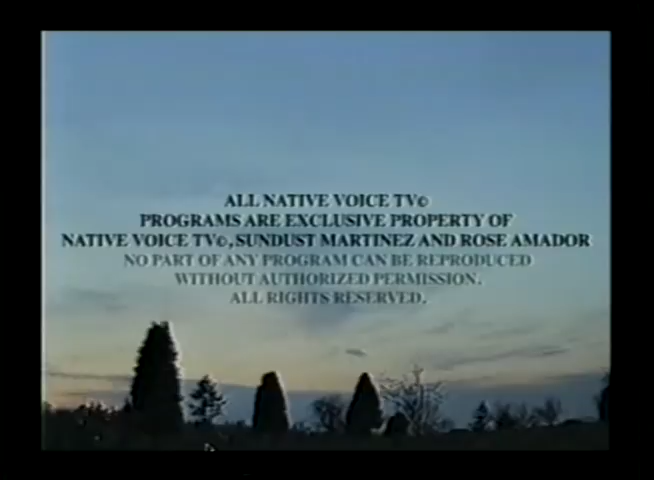 ALL NATIVE VOICE TV©
PROGRAMS ARE EXCLUSIVE PROPERTY OF
NATIVE VOICE TV©, SUNDUST MARTINEZ AND ROSE AMADOR
NO PART OF ANY PROGRAM CAN BE REPRODUCED
WITHOUT AUTHORIZED PERMISSION.
ALL RIGHTS RESERVED.